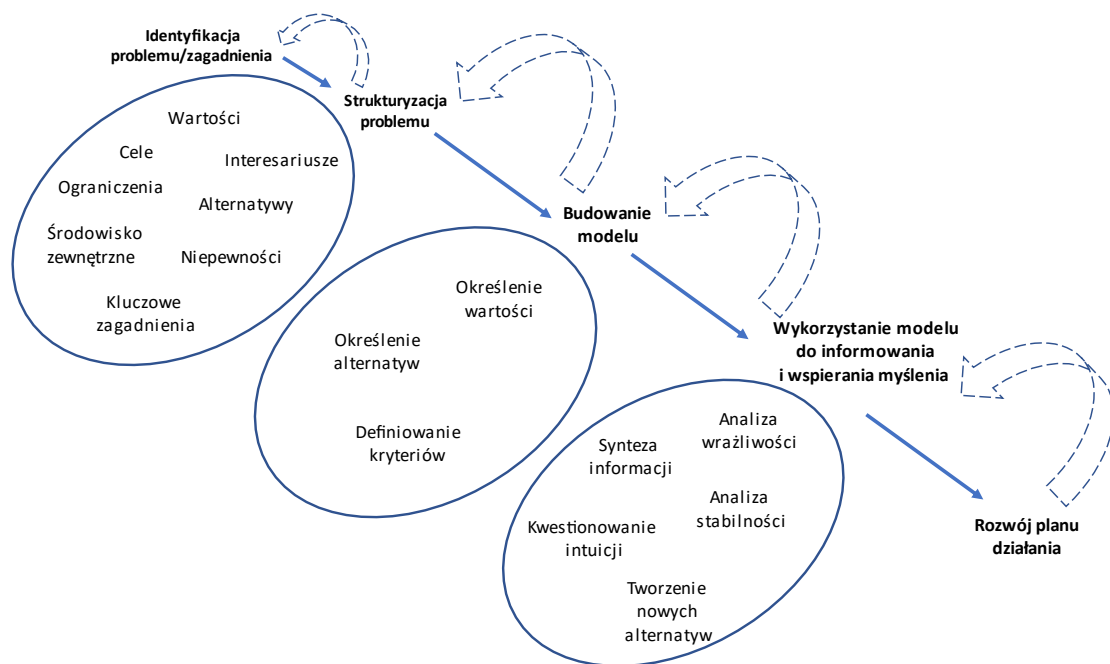 Identyfikacja
problemu/zagadnienia
Strukturyzacja
problemu
Wartości
Cele
Interesariusze
Ograniczenia
Alternatywy
Środowisko
zewnętrzne
Niepewności
Kluczowe
zagadnienia
Budowanie
modelu
Określenie
wartości
Określenie
alternatyw
Definiowanie
kryteriów
Wykorzystanie modelu
do informowania
i wspierania myślenia
Analiza
wrażliwości
Synteza
informacji
Analiza
stabilności
Kwestionowanie
intuicji
Tworzenie
nowych
alternatyw
Rozwój planu
działania